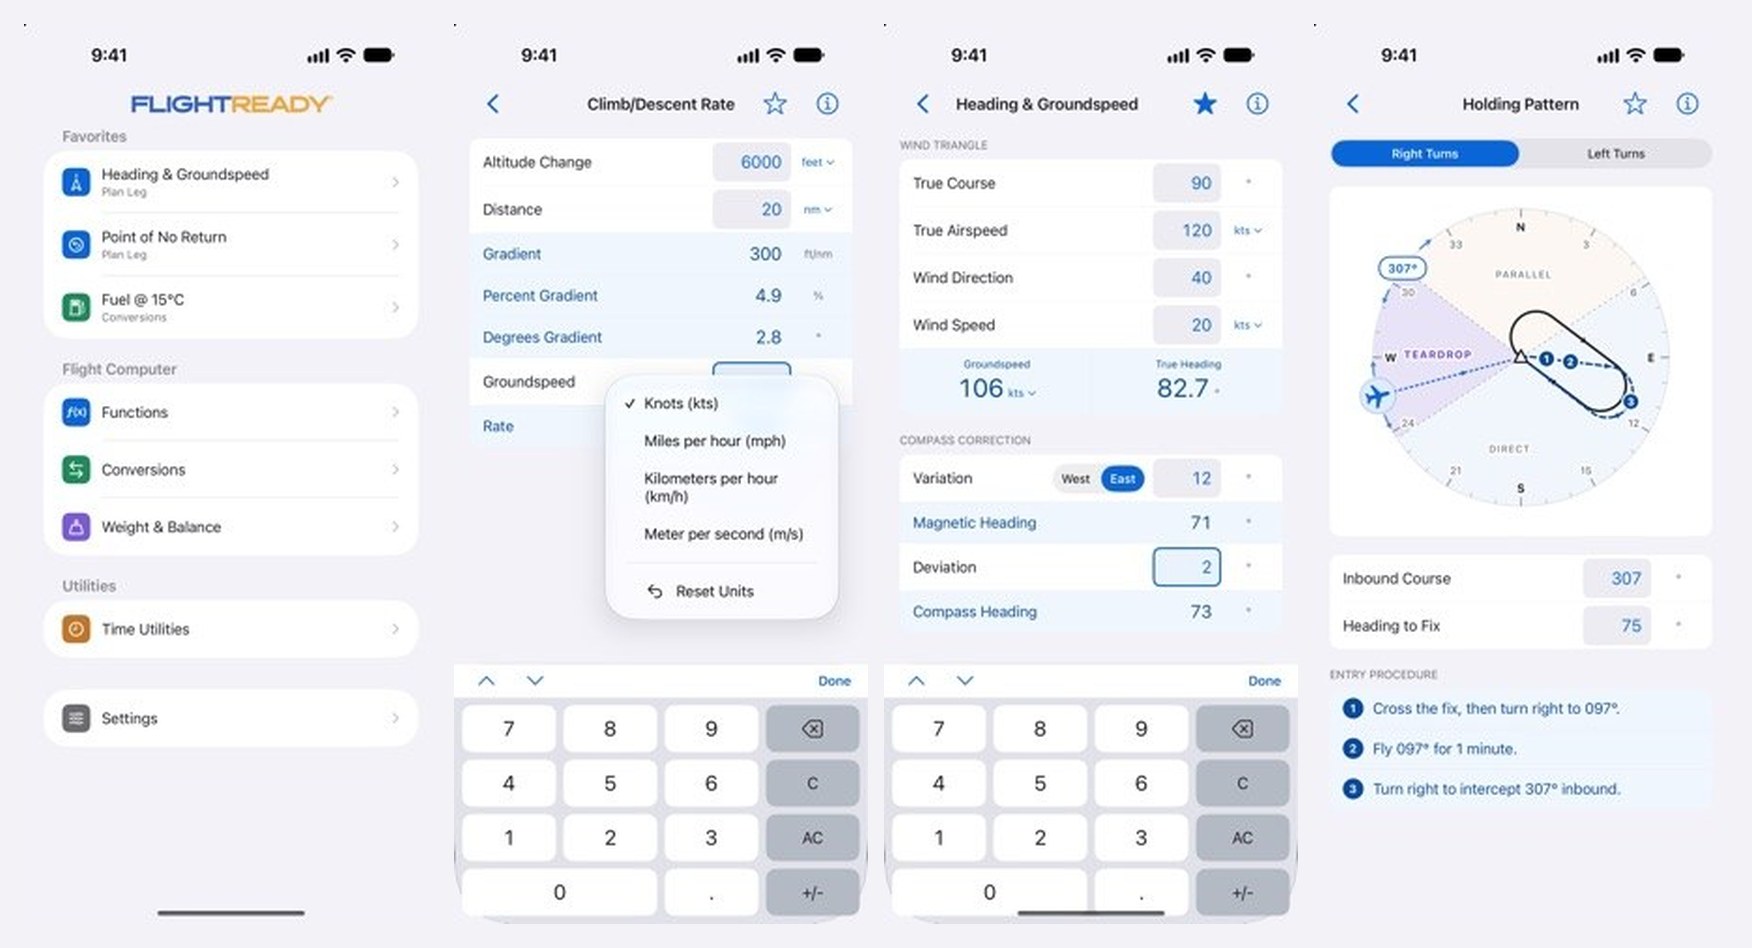 9:41
FLIGHTREADY
Favorites
Heading & Groundspeed
Plan Leg
Point of No Return
Plan Leg
Fuel @ 15°C
Conversions
Flight Computer
f(x) Functions
Conversions
Weight & Balance
Utilities
Time Utilities
Settings
9:41
Climb/Descent Rate
Altitude Change 6000 feet
Distance 20 nm
Gradient 300 ft/nm
Percent Gradient 4.9 %
Degrees Gradient 2.8 °
Groundspeed
Rate
✓ Knots (kts)
Miles per hour (mph)
Kilometers per hour
(km/h)
Meter per second (m/s)
Reset Units
Done
7 8 9
4 5 6 C
1 2 3 AC
0 . +/-
9:41
Heading & Groundspeed
WIND TRIANGLE
True Course 90 °
True Airspeed 120 kts
Wind Direction 40 °
Wind Speed 20 kts
Groundspeed True Heading
106 kts 82.7 °
COMPASS CORRECTION
Variation West East 12 °
Magnetic Heading 71 °
Deviation 2 °
Compass Heading 73 °
Done
7 8 9
4 5 6 C
1 2 3 AC
0 . +/-
9:41
Holding Pattern
Right Turns Left Turns
N
33 3
307°
PARALLEL
30 6
W TEARDROP 1 2 E
3
24 12
DIRECT
21 15
S
Inbound Course 307 °
Heading to Fix 75 °
ENTRY PROCEDURE
1 Cross the fix, then turn right to 097°.
2 Fly 097° for 1 minute.
3 Turn right to intercept 307° inbound.